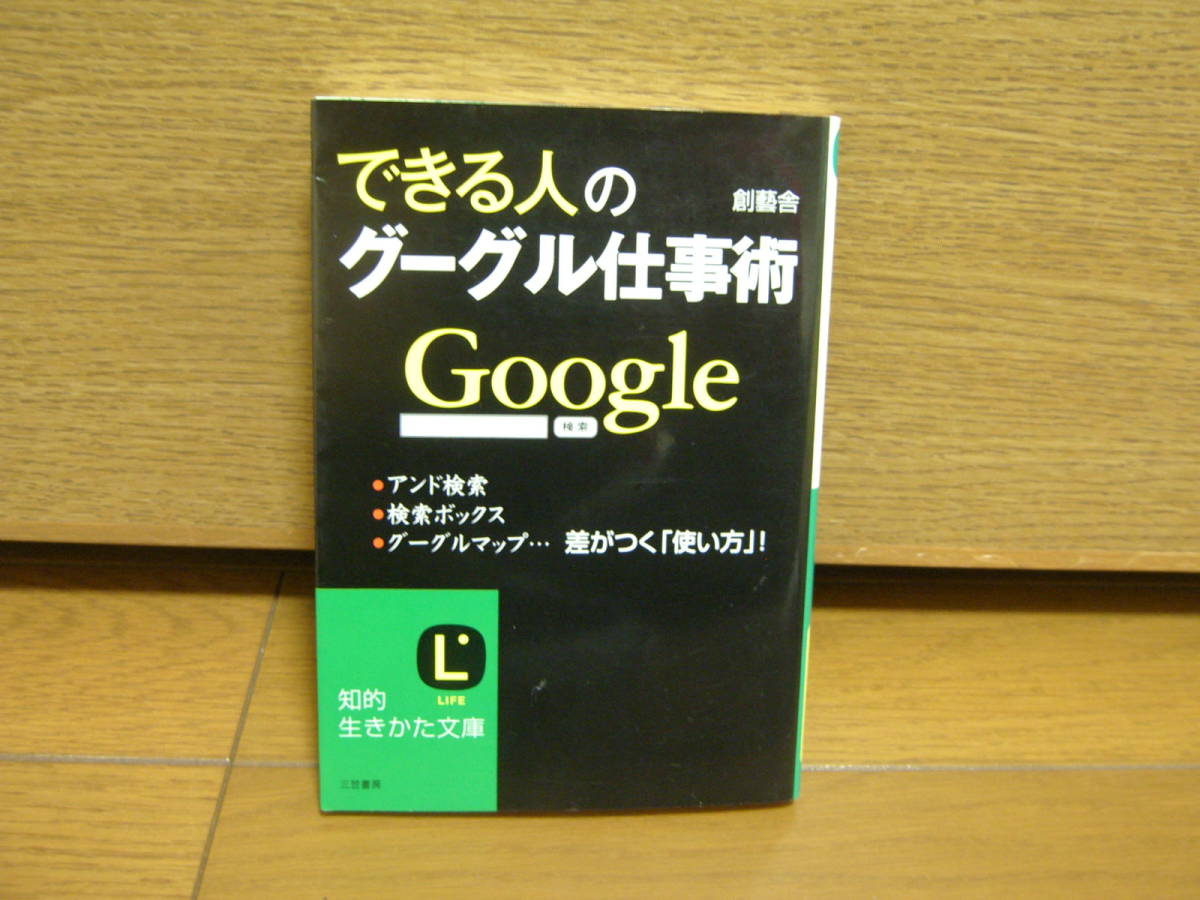 できる人の
創藝舎
グーグル仕事術
Google
検索
●アンド検索
●検索ボックス
●グーグルマップ… 差がつく「使い方」!
L
LIFE
知的
生きかた文庫
三笠書房